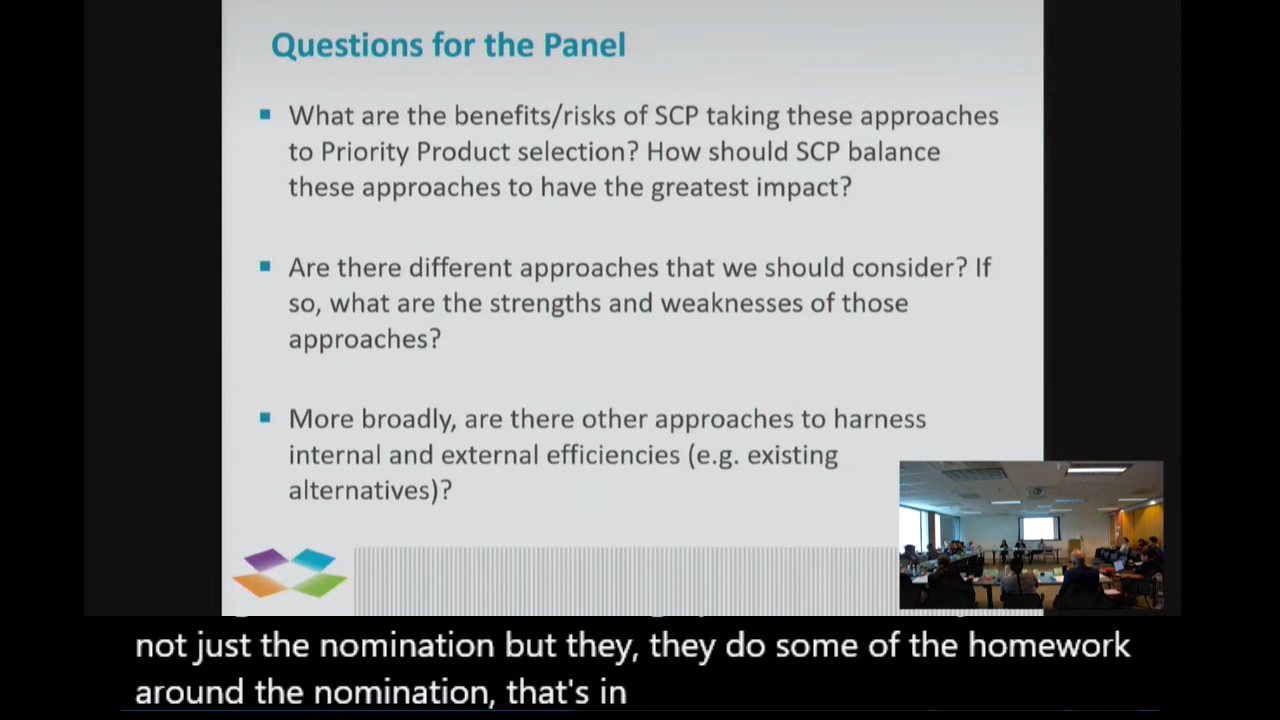 Questions for the Panel
What are the benefits/risks of SCP taking these approaches
to Priority Product selection? How should SCP balance
these approaches to have the greatest impact?
Are there different approaches that we should consider? If
so, what are the strengths and weaknesses of those
approaches?
More broadly, are there other approaches to harness
internal and external efficiencies (e.g. existing
alternatives)?
not just the nomination but they, they do some of the homework
around the nomination, that's in